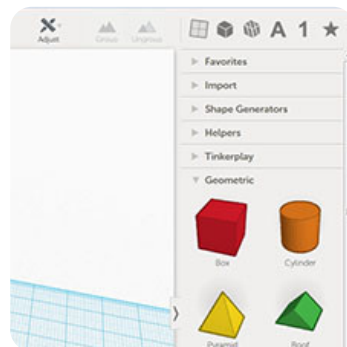 Adjust
Group
Ungroup
A 1
Favorites
Import
Shape Generators
Helpers
Tinkerplay
Geometric
Box
Cylinder
Pyramid
Roof